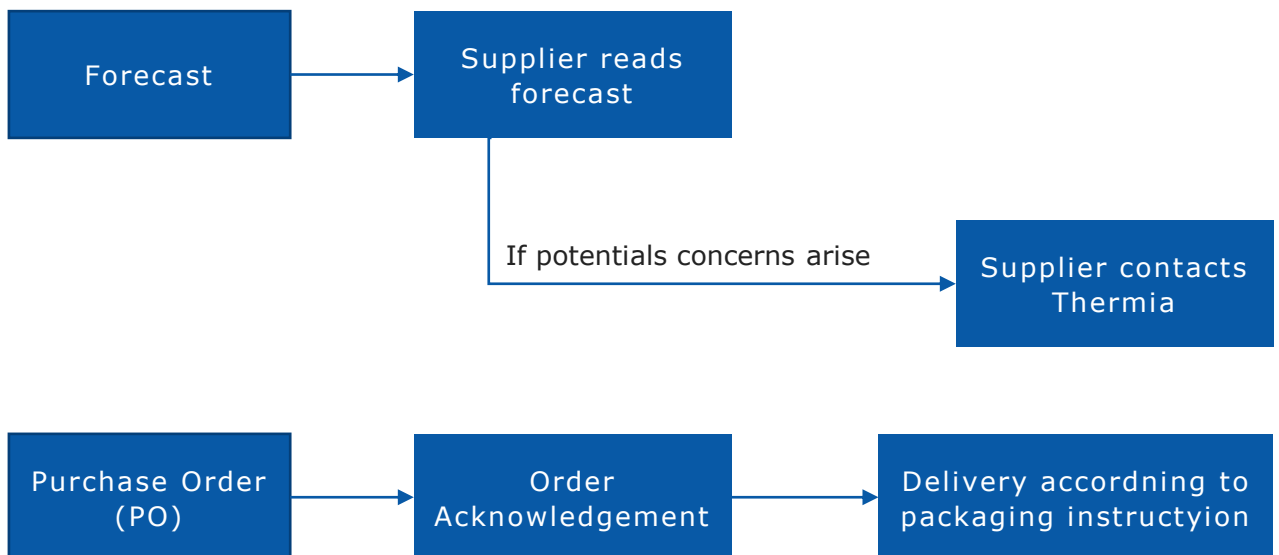 Forecast
Supplier reads
forecast
If potentials concerns arise
Supplier contacts
Thermia
Purchase Order
(PO)
Order
Acknowledgement
Delivery accordning to
packaging instructyion